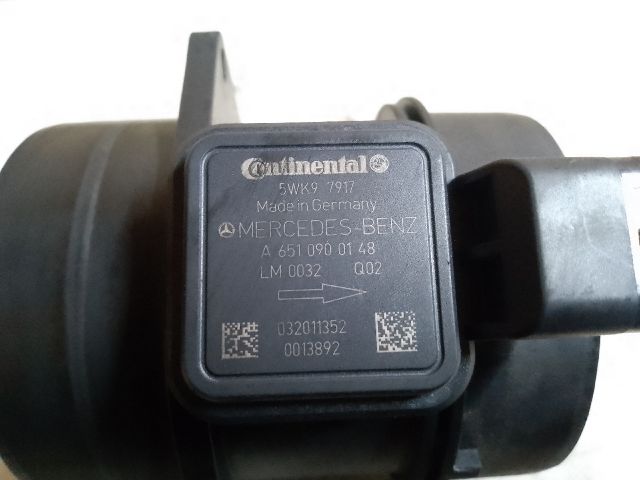 Continental
5WK9 7917
Made in Germany
MERCEDES-BENZ
A 651 090 01 48
LM 0032 Q02
032011352
0013892